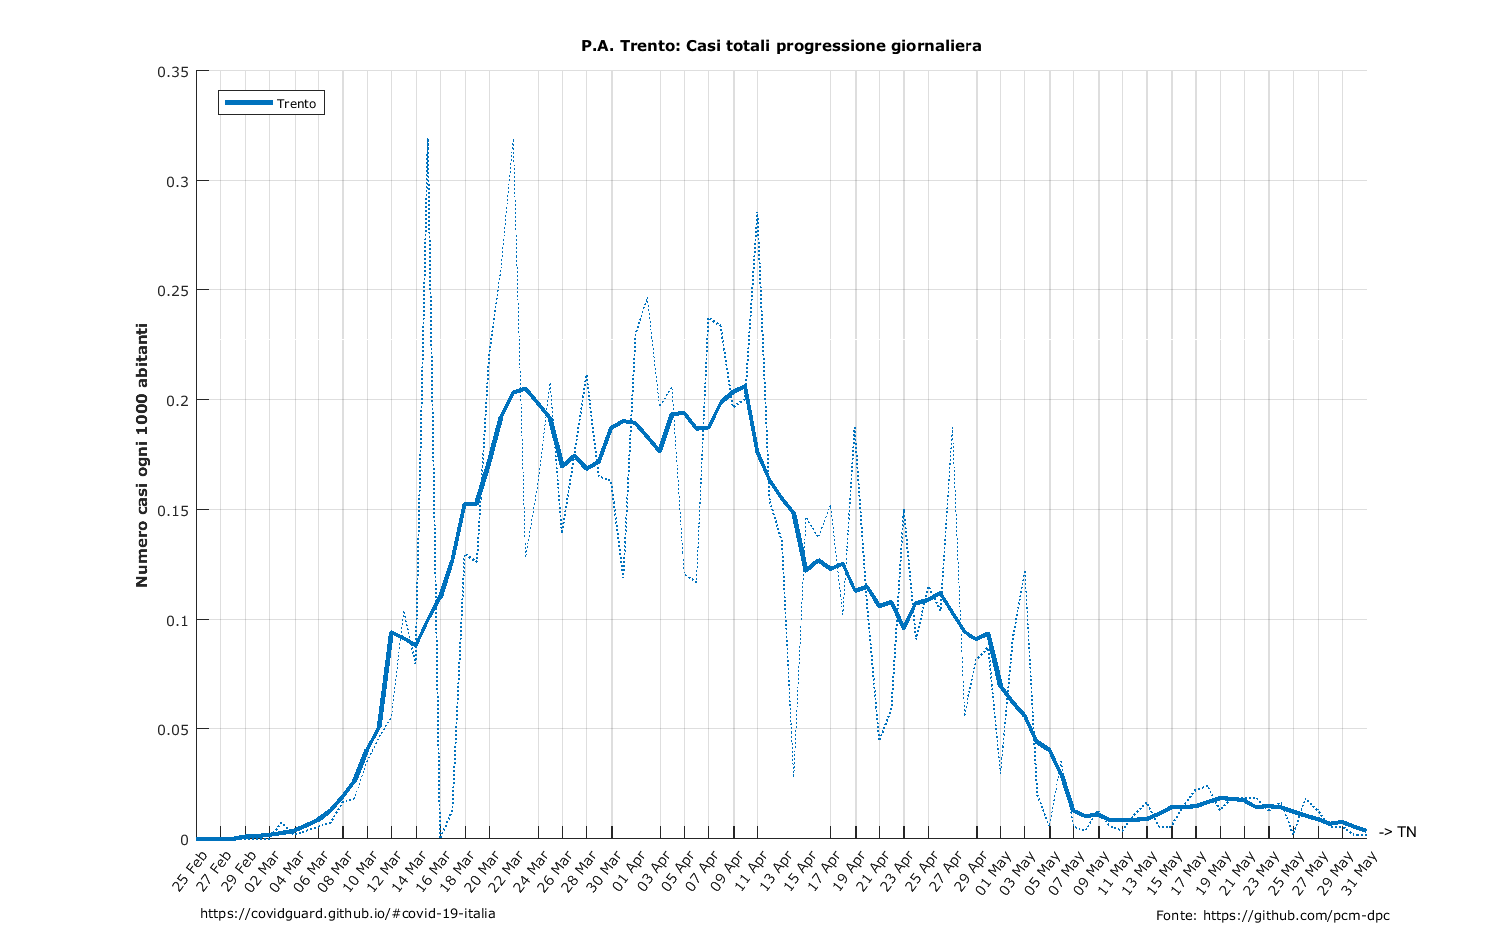 P.A. Trento: Casi totali progressione giornaliera
Trento
Numero casi ogni 1000 abitanti
0.35
0.3
0.25
0.2
0.15
0.1
0.05
0
-> TN
25 Feb
27 Feb
29 Feb
02 Mar
04 Mar
06 Mar
08 Mar
10 Mar
12 Mar
14 Mar
16 Mar
18 Mar
20 Mar
22 Mar
24 Mar
26 Mar
28 Mar
30 Mar
01 Apr
03 Apr
05 Apr
07 Apr
09 Apr
11 Apr
13 Apr
15 Apr
17 Apr
19 Apr
21 Apr
23 Apr
25 Apr
27 Apr
29 Apr
01 May
03 May
05 May
07 May
09 May
11 May
13 May
15 May
17 May
19 May
21 May
23 May
25 May
27 May
29 May
31 May
https://covidguard.github.io/#covid-19-italia
Fonte: https://github.com/pcm-dpc